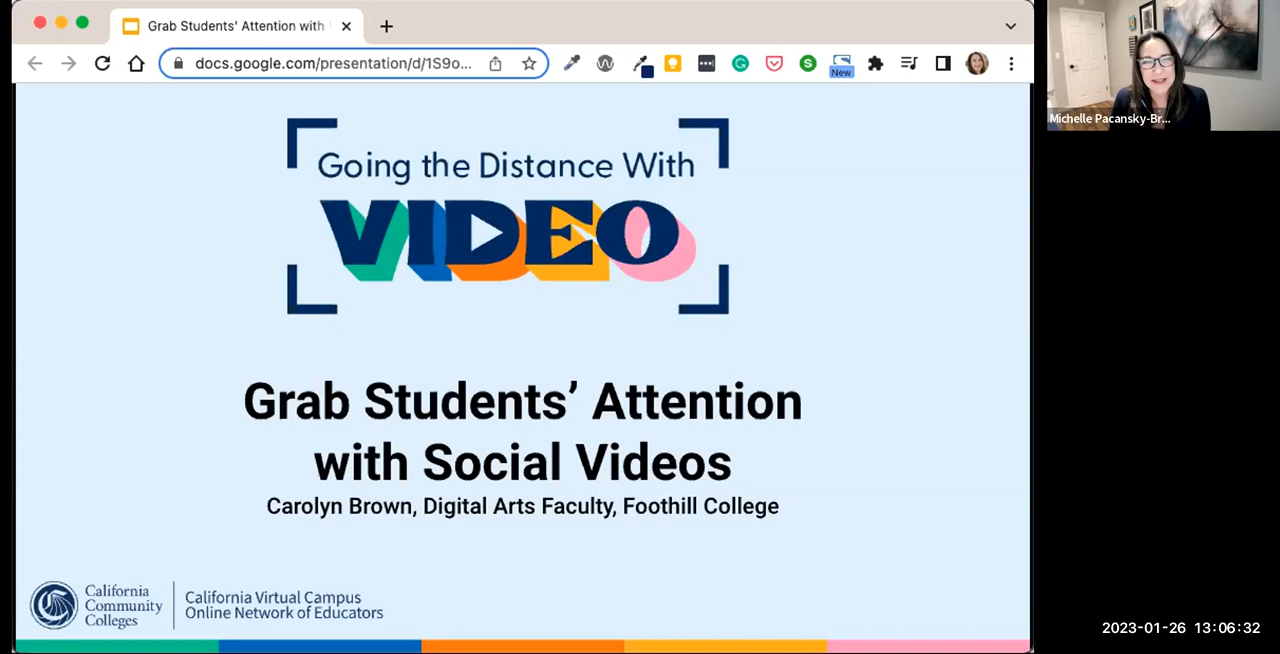 Grab Students' Attention with
docs.google.com/presentation/d/1S9o...
New
Michelle Pacansky-Br...
Going the Distance With
VIDEO
Grab Students’ Attention
with Social Videos
Carolyn Brown, Digital Arts Faculty, Foothill College
California
Community
Colleges
California Virtual Campus
Online Network of Educators
2023-01-26 13:06:32